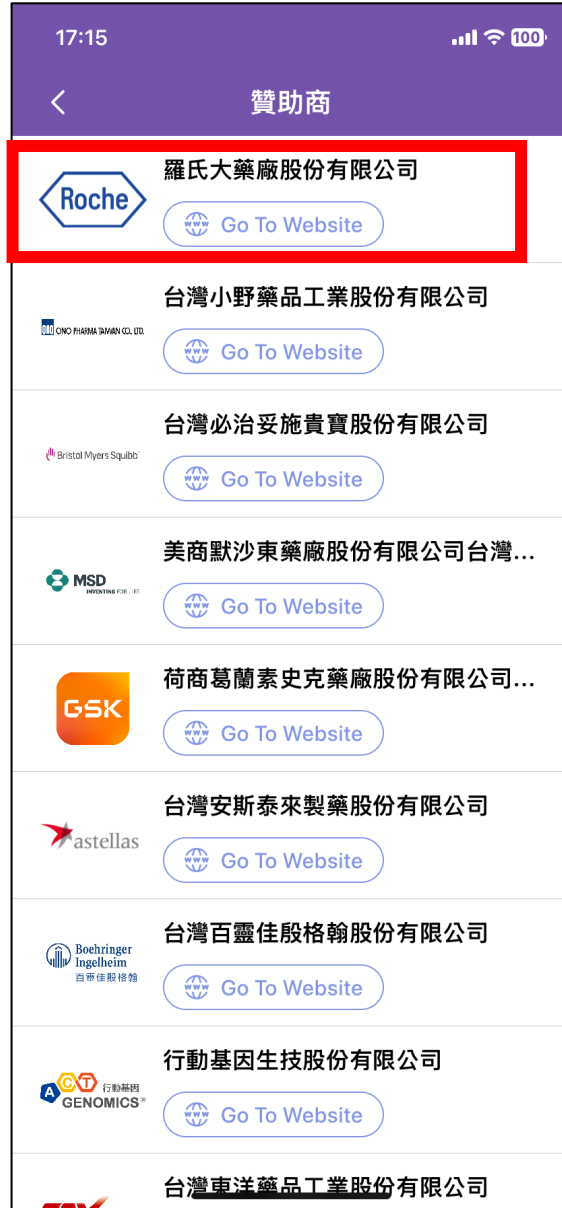 17:15
100
贊助商
Roche
羅氏大藥廠股份有限公司
Go To Website
ONO PHARMA TAIWAN CO. LTD.
台灣小野藥品工業股份有限公司
Go To Website
Bristol Myers Squibb
台灣必治妥施貴寶股份有限公司
Go To Website
MSD
INVENTING FOR LIFE
美商默沙東藥廠股份有限公司台灣...
Go To Website
GSK
荷商葛蘭素史克藥廠股份有限公司...
Go To Website
astellas
台灣安斯泰來製藥股份有限公司
Go To Website
Boehringer
Ingelheim
百靈佳殷格翰
台灣百靈佳殷格翰股份有限公司
Go To Website
ACT
行動基因
GENOMICS®
行動基因生技股份有限公司
Go To Website
台灣東洋藥品工業股份有限公司